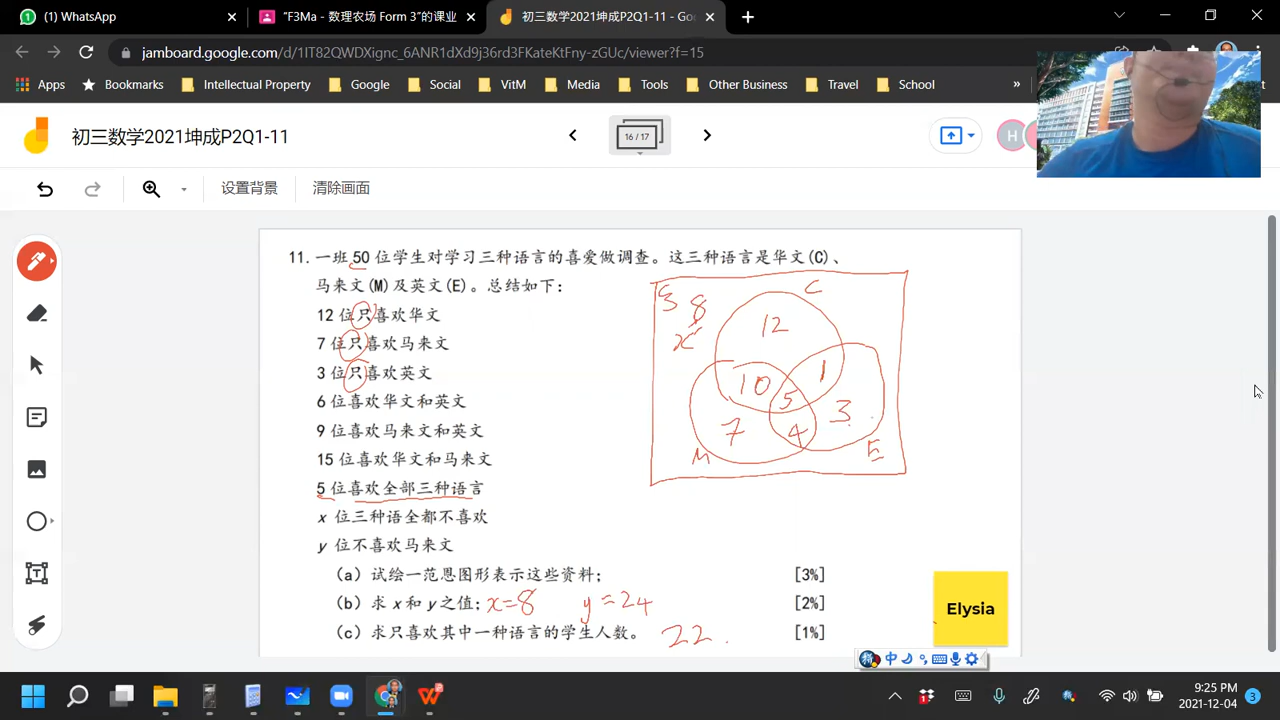 (1) WhatsApp
"F3Ma - 数理农场 Form 3"的课业
初三数学2021坤成P2Q1-11 - Goo
jamboard.google.com/d/1IT82QWDXignc_6ANR1dXd9j36rd3FKateKtFny-zGUc/viewer?f=15
Apps
Bookmarks
Intellectual Property
Google
Social
VitM
Media
Tools
Other Business
Travel
School
»
初三数学2021坤成P2Q1-11
16 / 17
H
设置背景
清除画面
11. 一班 50 位学生对学习三种语言的喜爱做调查。这三种语言是华文(C)、
马来文(M)及英文(E)。总结如下:
12 位只喜欢华文
7 位只喜欢马来文
3 位只喜欢英文
6 位喜欢华文和英文
9 位喜欢马来文和英文
15 位喜欢华文和马来文
5 位喜欢全部三种语言
x 位三种语全都不喜欢
y 位不喜欢马来文
(a) 试绘一范恩图形表示这些资料; [3%]
(b) 求 x 和 y 之值; x=8 y=24 [2%]
(c) 求只喜欢其中一种语言的学生人数。 22. [1%]
ξ 8 C
x 12
10 1
5
7 4 3
M E
Elysia
中
9:25 PM
2021-12-04
3